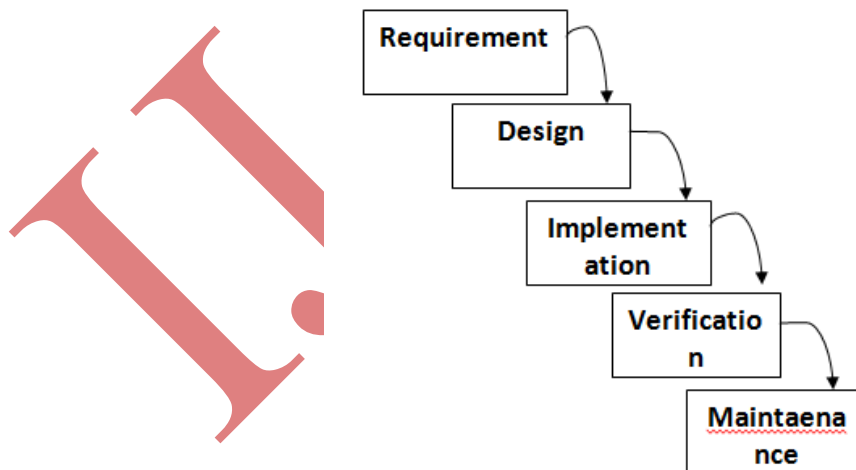 Requirement
Design
Implement
ation
Verificatio
n
Maintaena
nce